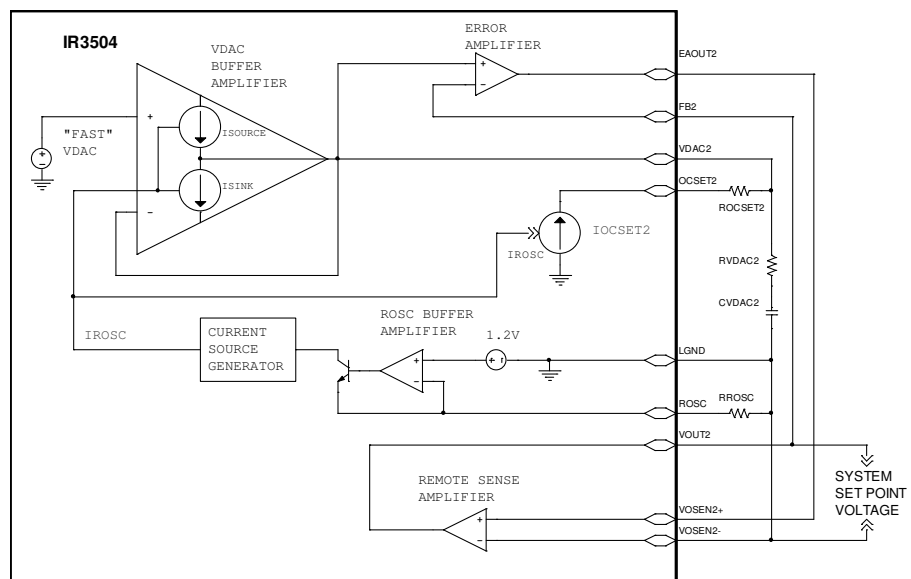 IR3504
VDAC
BUFFER
AMPLIFIER
ERROR
AMPLIFIER
EAOUT2
+
-
+
"FAST"
VDAC
+
-
ISOURCE
FB2
VDAC2
ISINK
-
OCSET2
ROCSET2
IROSC
IOCSET2
RVDAC2
CVDAC2
ROSC BUFFER
AMPLIFIER
1.2V
IROSC
CURRENT
SOURCE
GENERATOR
+
-
+ -
LGND
ROSC
RROSC
VOUT2
REMOTE SENSE
AMPLIFIER
SYSTEM
SET POINT
VOLTAGE
+
-
VOSEN2+
VOSEN2-